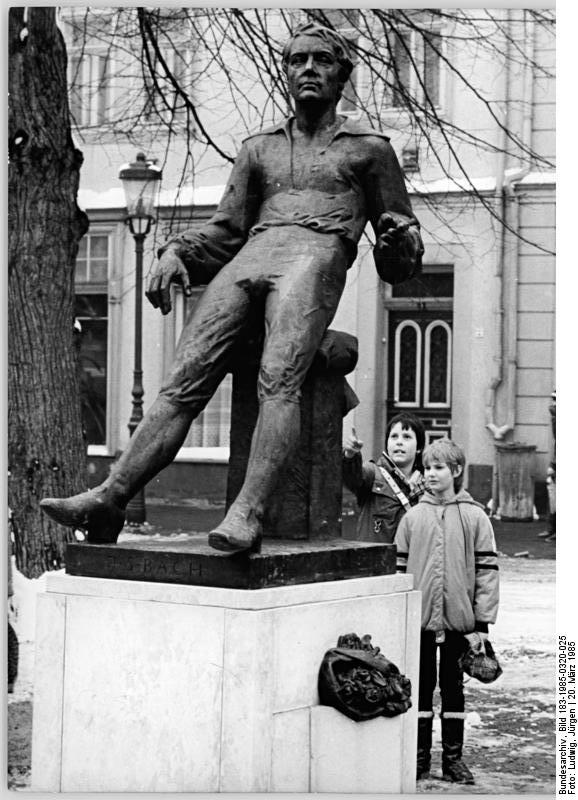 J. S. BACH
Bundesarchiv, Bild 183-1985-0320-025
Foto: Ludwig, Jürgen | 20. März 1985